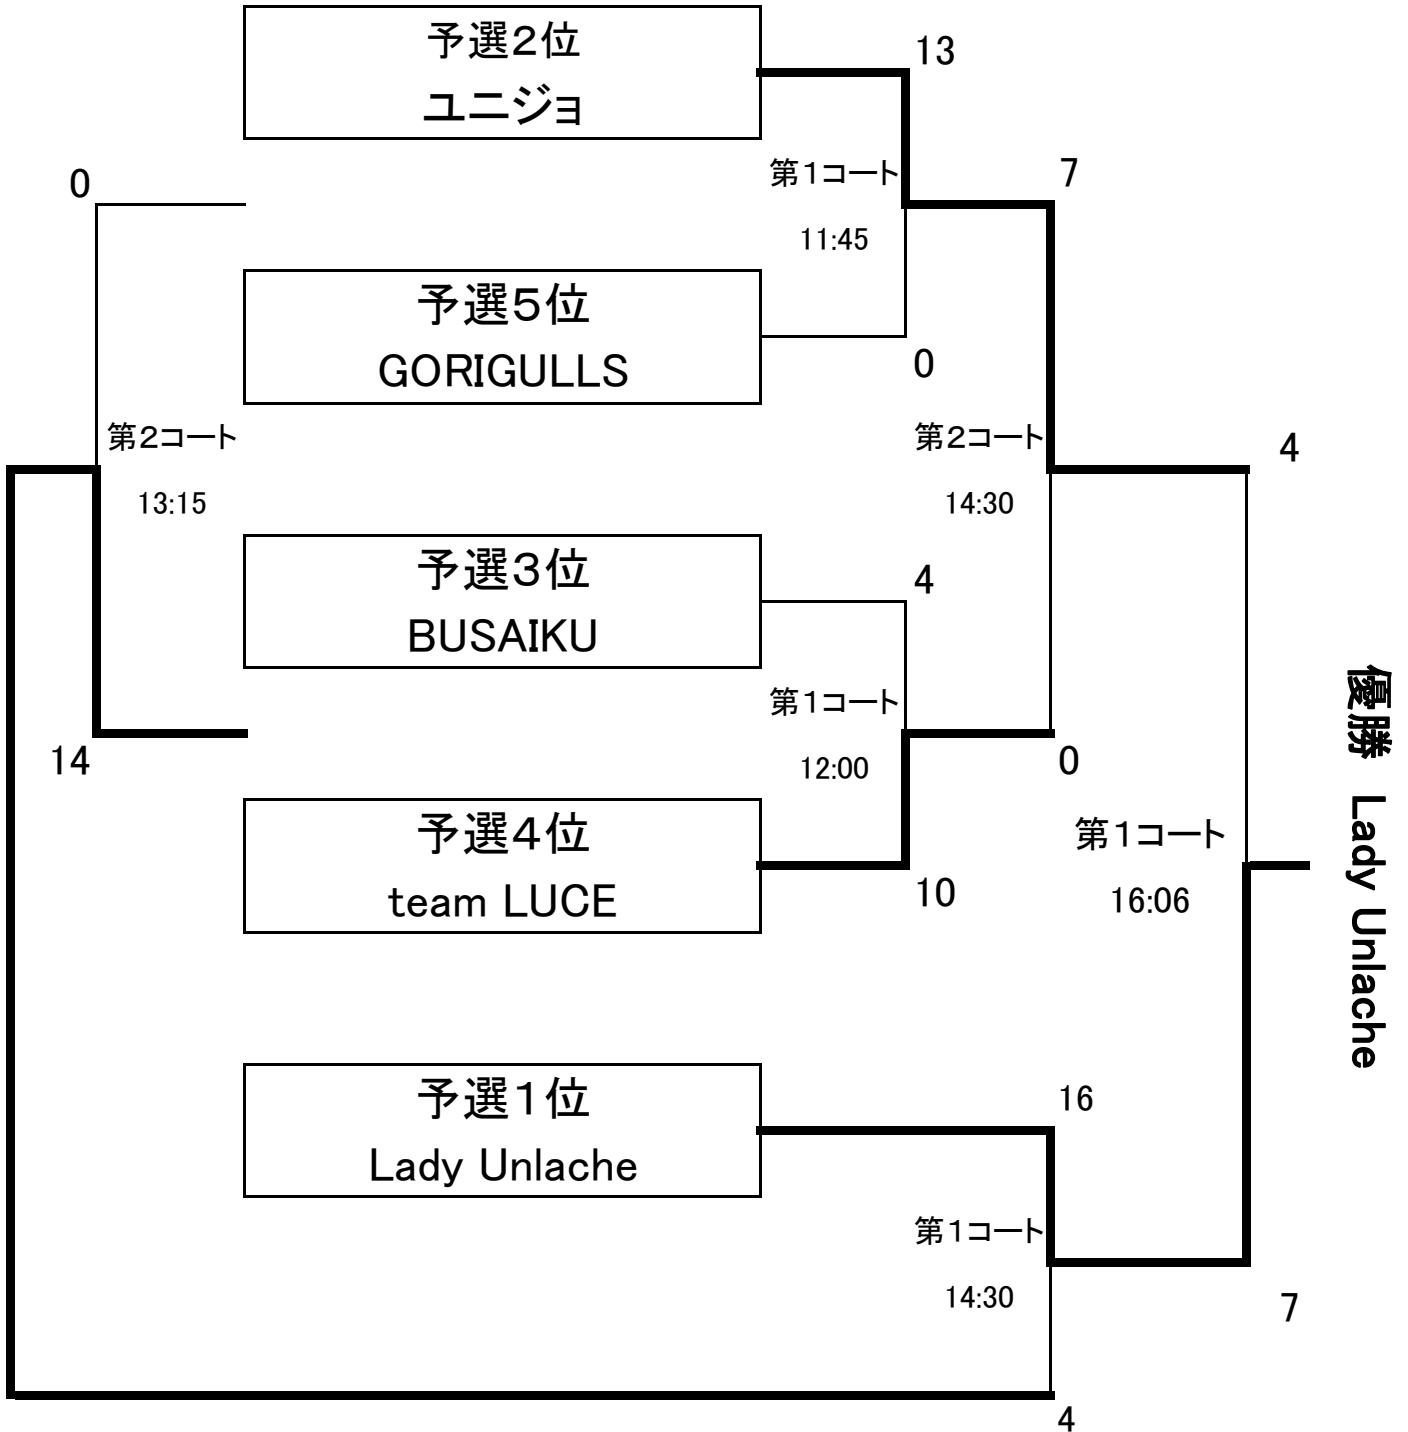 予選２位
ユニジョ
13
0
第１コート
7
11:45
予選５位
GORIGULLS
0
第２コート
第２コート
4
13:15
14:30
予選３位
BUSAIKU
4
第１コート
14
12:00
0
予選４位
team LUCE
10
第１コート
16:06
優勝　Lady Unlache
予選１位
Lady Unlache
16
第１コート
14:30
7
4